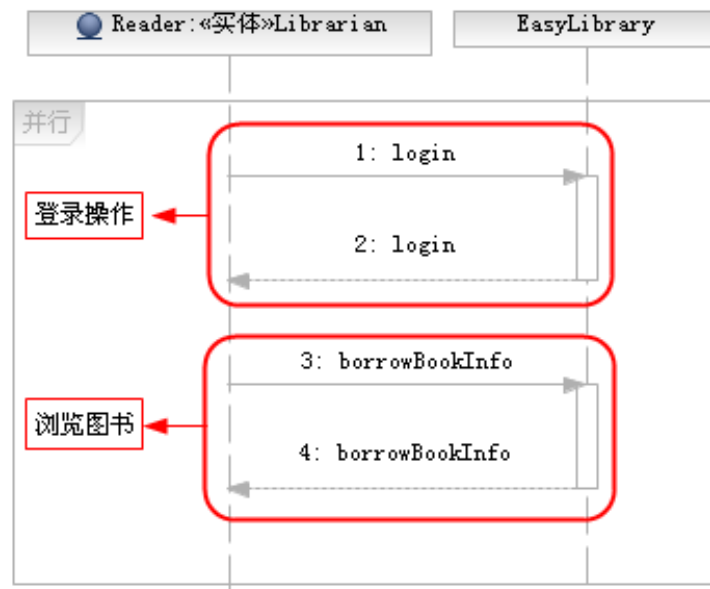 Reader:«实体»Librarian
EasyLibrary
并行
1: login
登录操作
2: login
3: borrowBookInfo
浏览图书
4: borrowBookInfo